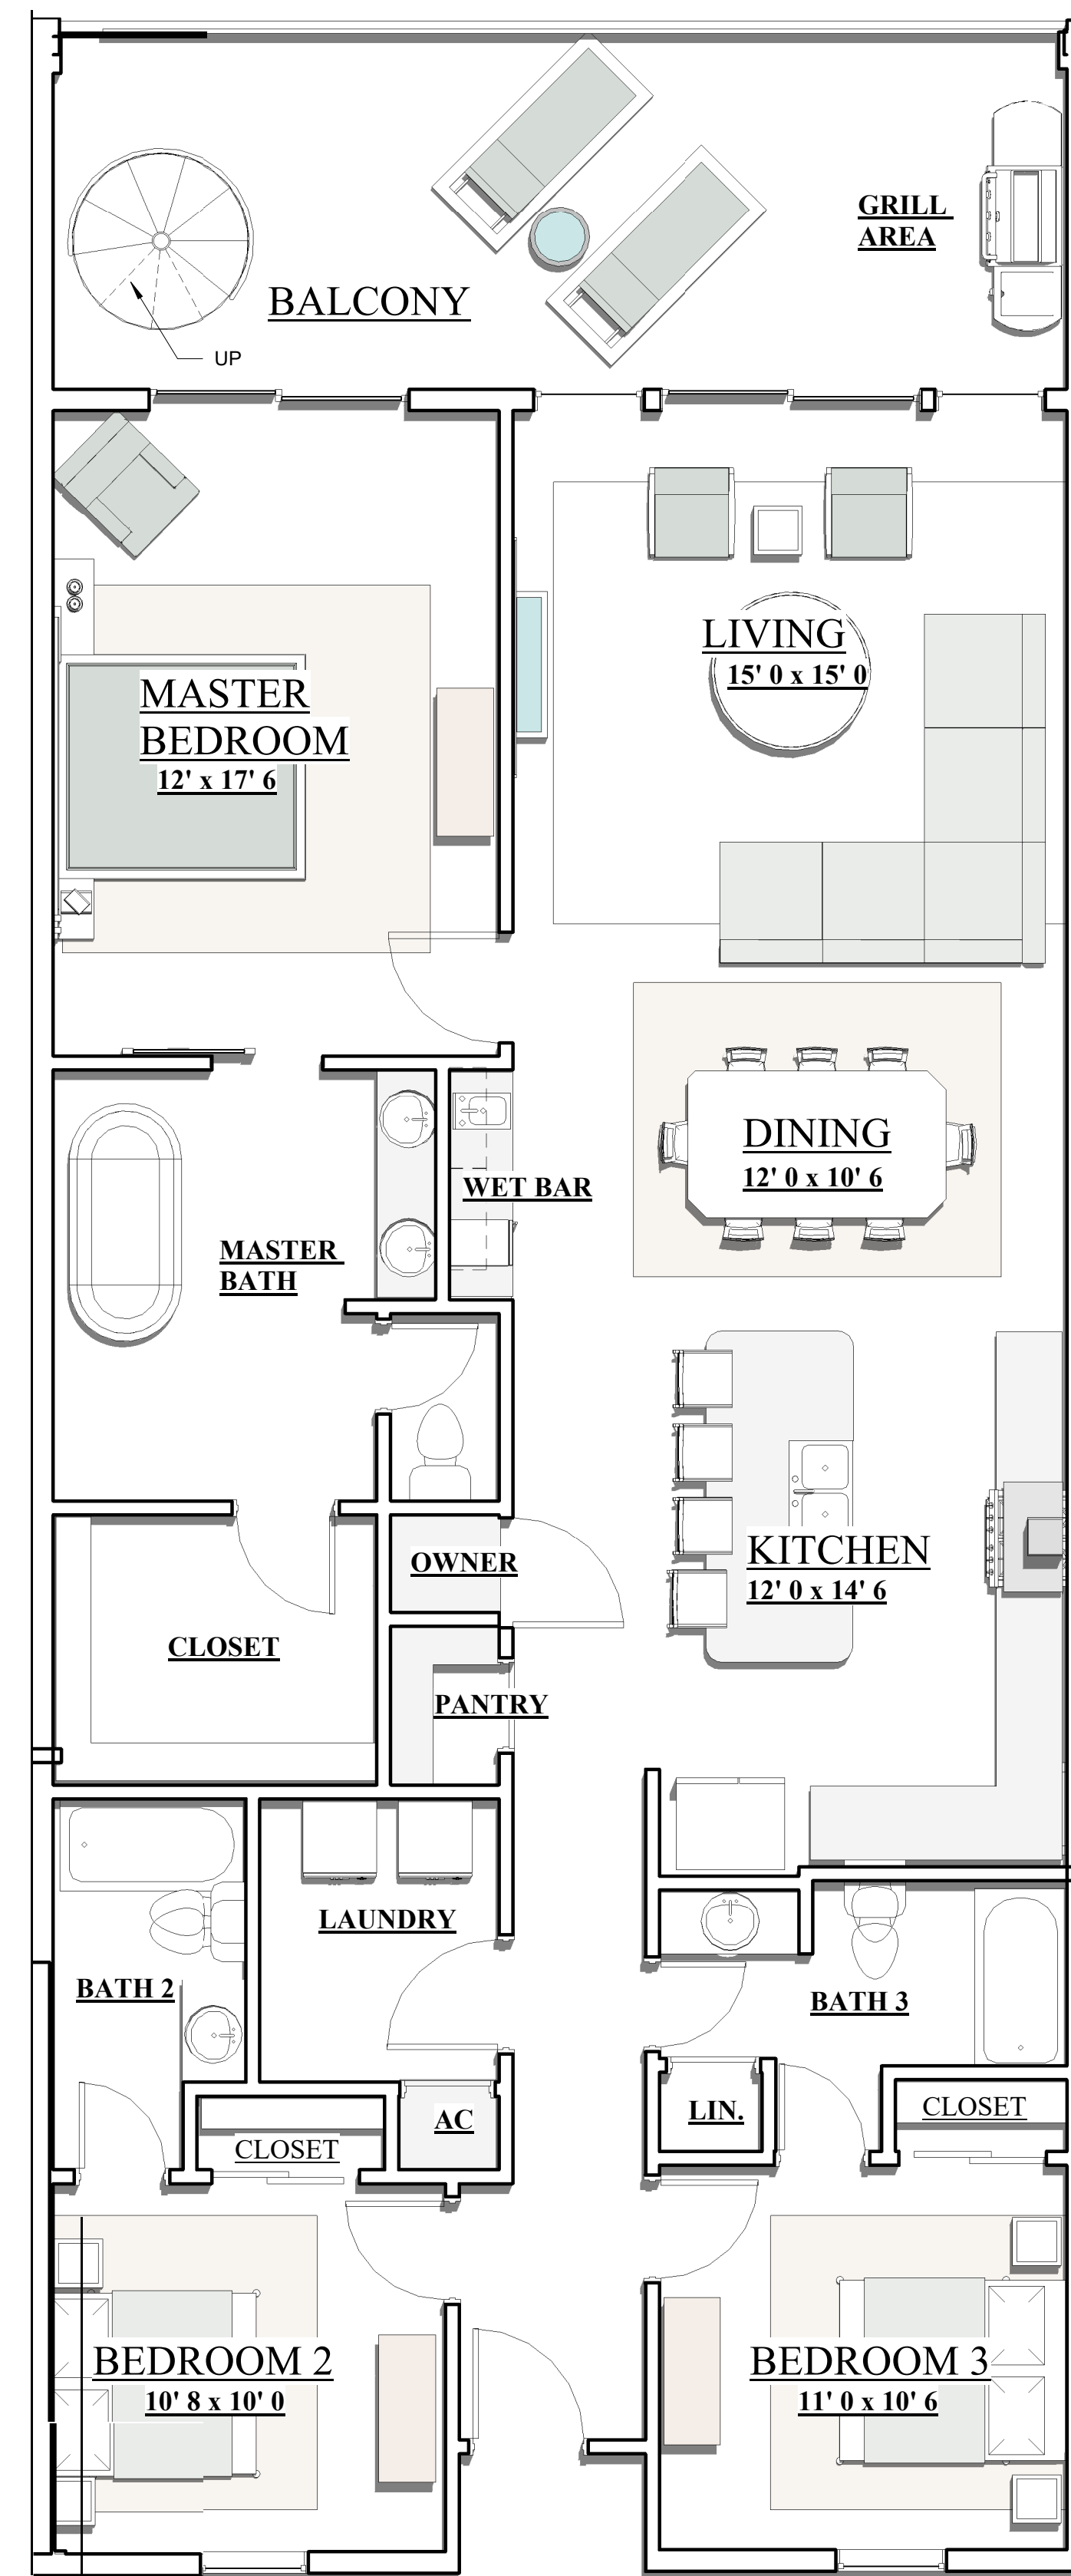 GRILL
AREA
BALCONY
UP
LIVING
15' 0 x 15' 0
MASTER
BEDROOM
12' x 17' 6
DINING
12' 0 x 10' 6
WET BAR
MASTER
BATH
KITCHEN
12' 0 x 14' 6
OWNER
CLOSET
PANTRY
LAUNDRY
BATH 2
BATH 3
LIN.
CLOSET
AC
CLOSET
BEDROOM 2
10' 8 x 10' 0
BEDROOM 3
11' 0 x 10' 6